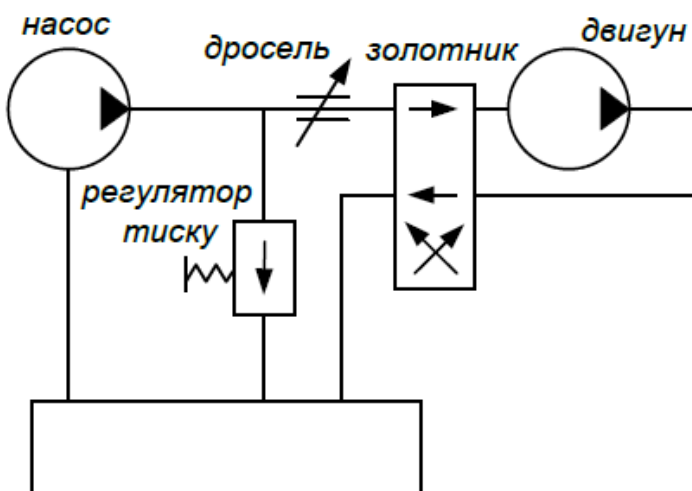 насос
дросель
золотник
двигун
регулятор
тиску